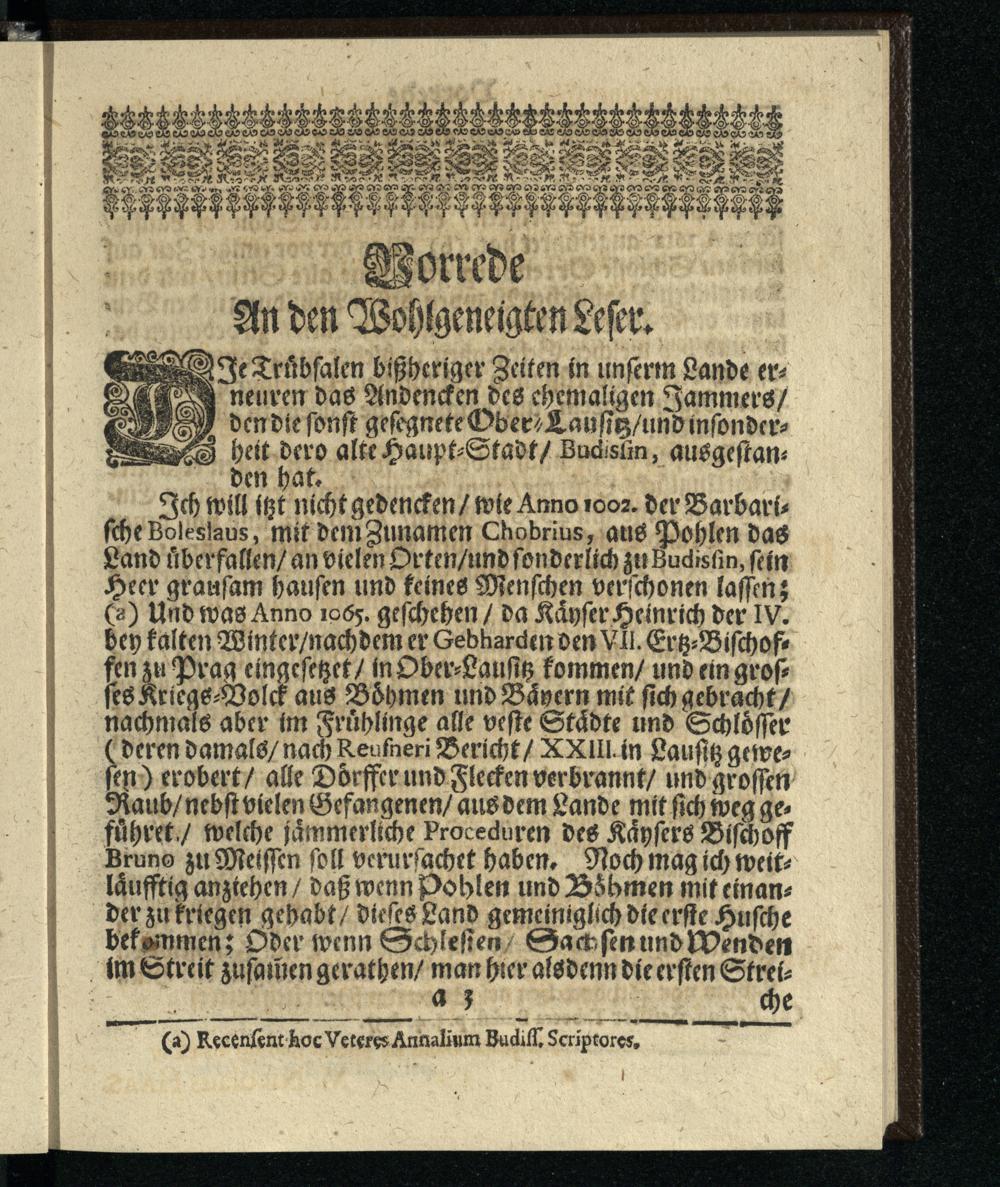 Vorrede
An den Wohlgeneigten Leser.
DJe Trübsalen bißheriger Zeiten in unserm Lande er-
neuren das Andencken des ehemaligen Jammers/
den die sonst gesegnete Ober-Lausitz/und insonder-
heit dero alte Haupt-Stadt/ Budissin, ausgestan-
den hat.
Jch will itzt nicht gedencken/ wie Anno 1002. der Barbari-
sche Boleslaus, mit dem Zunamen Chobrius, aus Pohlen das
Land überfallen/ an vielen Orten/und sonderlich zu Budissin, sein
Heer grausam hausen und keines Menschen verschonen lassen;
(a) Und was Anno 1065. geschehen/ da Käyser Heinrich der IV.
bey kalten Winter/nachdem er Gebharden den VII. Ertz-Bischof-
fen zu Prag eingesetzet/ in Ober-Lausitz kommen/ und ein gros-
ses Kriegs-Volck aus Böhmen und Bäyern mit sich gebracht/
nachmals aber im Frühlinge alle veste Städte und Schlösser
(deren damals/ nach Reusneri Bericht/ XXIII. in Lausitz gewe-
sen) erobert/ alle Dörffer und Flecken verbrannt/ und grossen
Raub/ nebst vielen Gefangenen/ aus dem Lande mit sich weg ge-
führet/ welche jämmerliche Proceduren des Käysers Bischoff
Bruno zu Meissen soll verursachet haben. Noch mag ich weit-
läufftig anziehen/ daß wenn Pohlen und Böhmen mit einan-
der zu kriegen gehabt/ dieses Land gemeiniglich die erste Husche
bekommen; Oder wenn Schlesien/ Sachsen und Wenden
im Streit zusam̄en gerathen/ man hier alsdenn die ersten Strei-
a 3 che
(a) Recensent hoc Veteres Annalium Budiss. Scriptores.